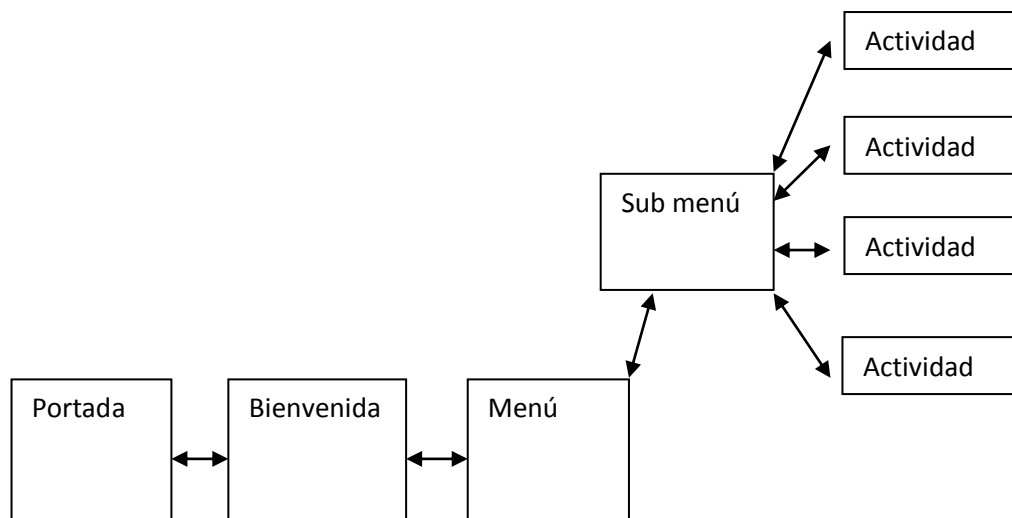 Actividad
Actividad
Sub menú
Actividad
Actividad
Portada
Bienvenida
Menú